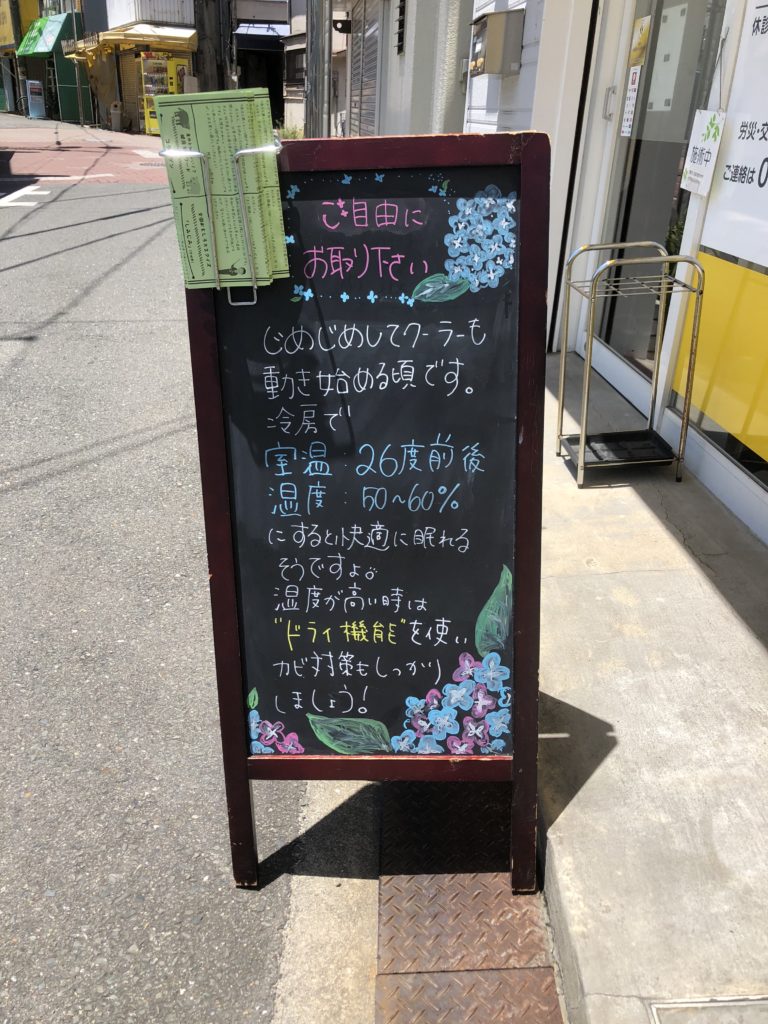 ご自由に
お取り下さい
じめじめしてクーラーも
動き始める頃です。
冷房で
室温:26度前後
湿度:50~60%
にすると快適に眠れる
そうですよ。
湿度が高い時は
"ドライ機能"を使い
カビ対策もしっかり
しましょう!
施術中
休診
労災・交
ご連絡は0